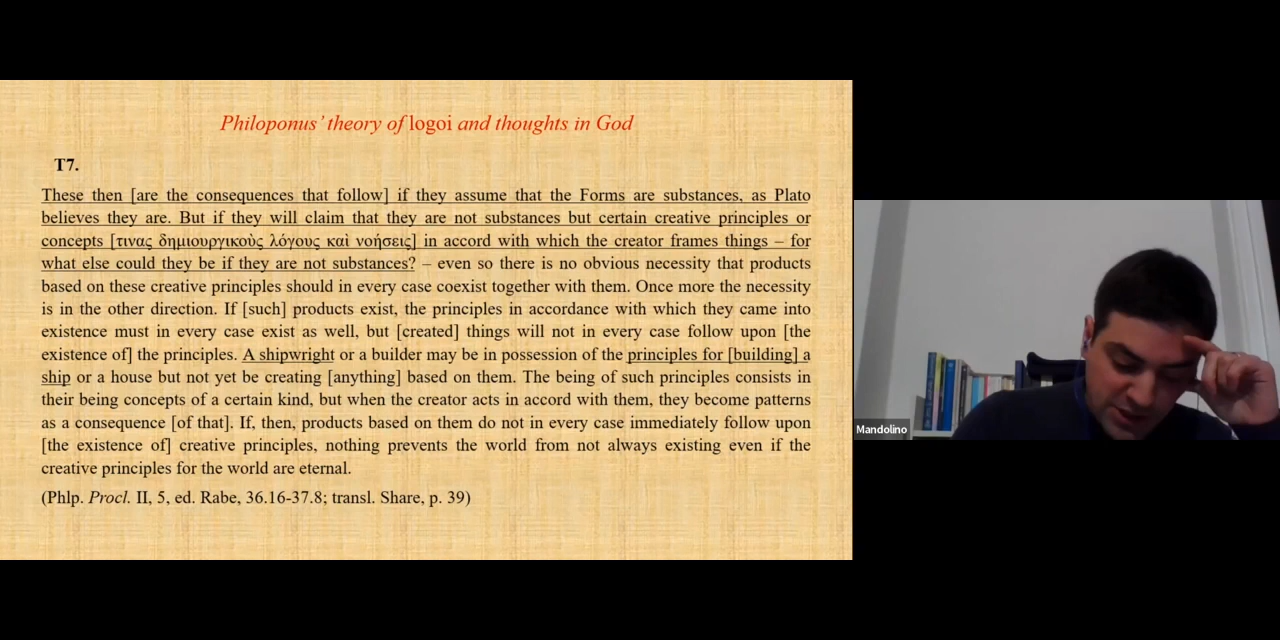 Philoponus' theory of logoi and thoughts in God
T7.
These then [are the consequences that follow] if they assume that the Forms are substances, as Plato
believes they are. But if they will claim that they are not substances but certain creative principles or
concepts [τινας δημιουργικοὺς λόγους καὶ νοήσεις] in accord with which the creator frames things – for
what else could they be if they are not substances? – even so there is no obvious necessity that products
based on these creative principles should in every case coexist together with them. Once more the necessity
is in the other direction. If [such] products exist, the principles in accordance with which they came into
existence must in every case exist as well, but [created] things will not in every case follow upon [the
existence of] the principles. A shipwright or a builder may be in possession of the principles for [building] a
ship or a house but not yet be creating [anything] based on them. The being of such principles consists in
their being concepts of a certain kind, but when the creator acts in accord with them, they become patterns
as a consequence [of that]. If, then, products based on them do not in every case immediately follow upon
[the existence of] creative principles, nothing prevents the world from not always existing even if the
creative principles for the world are eternal.
(Phlp. Procl. II, 5, ed. Rabe, 36.16-37.8; transl. Share, p. 39)
Mandolino